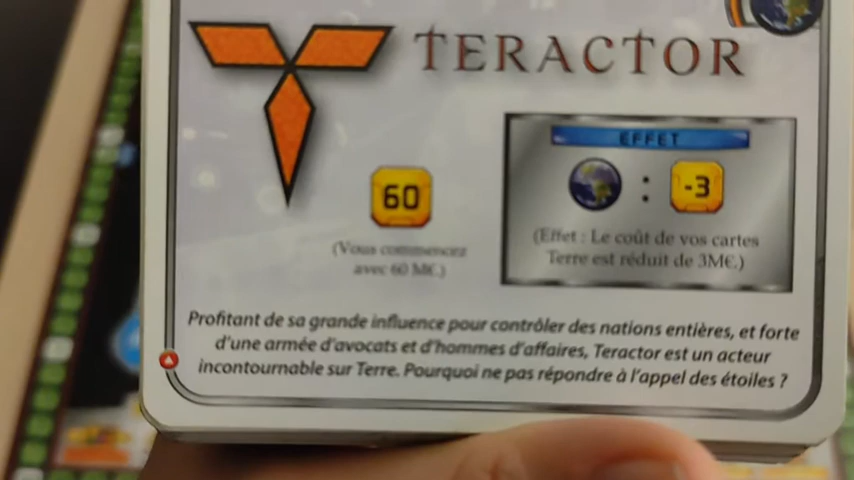 TERACTOR
EFFET
60
: -3
(Vous commencez
avec 60 M€.)
(Effet : Le coût de vos cartes
Terre est réduit de 3M€.)
Profitant de sa grande influence pour contrôler des nations entières, et forte
d'une armée d'avocats et d'hommes d'affaires, Teractor est un acteur
incontournable sur Terre. Pourquoi ne pas répondre à l'appel des étoiles ?